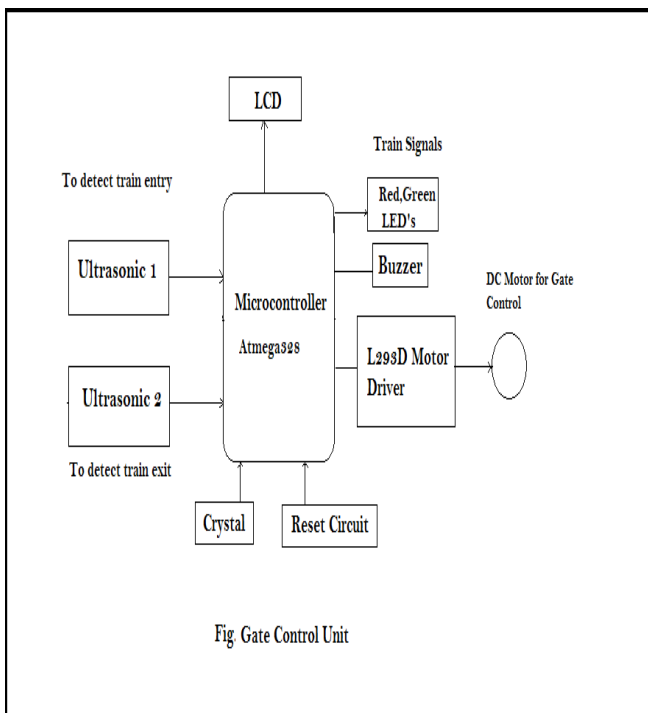 LCD
Train Signals
To detect train entry
Red,Green
LED's
Ultrasonic 1
Buzzer
DC Motor for Gate
Control
Microcontroller
Atmega328
L293D Motor
Driver
Ultrasonic 2
To detect train exit
Crystal
Reset Circuit
Fig. Gate Control Unit